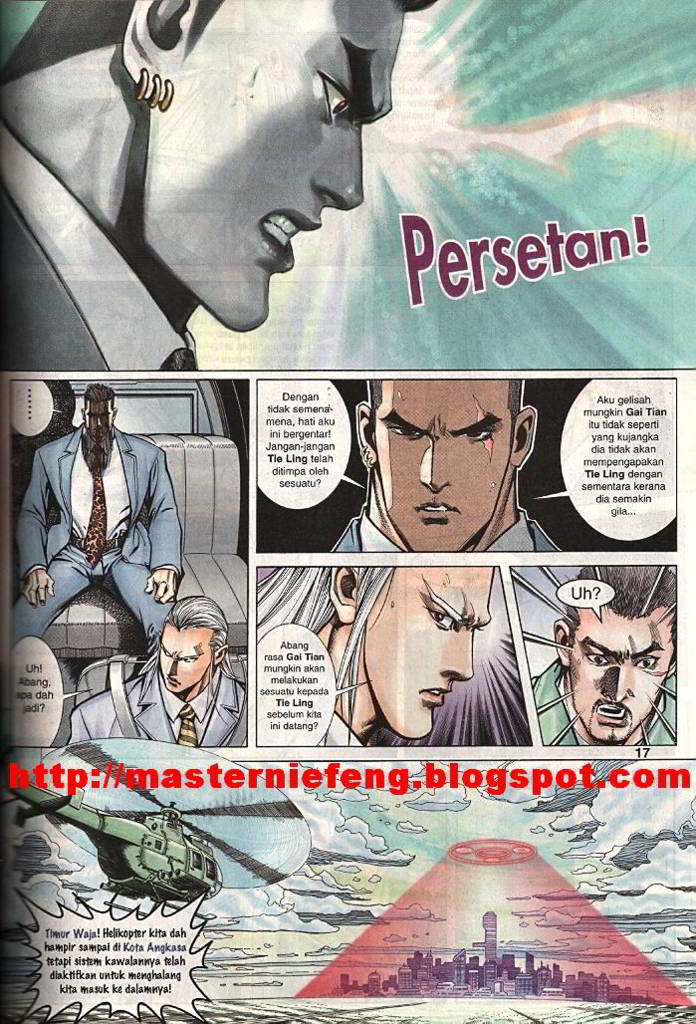 Persetan!
........
Dengan
tidak semena-
mena, hati aku
ini bergentar!
Jangan-jangan
Tie Ling telah
ditimpa oleh
sesuatu?
Aku gelisah
mungkin Gai Tian
itu tidak seperti
yang kujangka
dia tidak akan
mempengapakan
Tie Ling dengan
sementara kerana
dia semakin
gila...
Uh!
Abang,
apa dah
jadi?
Abang
rasa Gai Tian
mungkin akan
melakukan
sesuatu kepada
Tie Ling
sebelum kita
ini datang?
Uh?
17
http://masterniefeng.blogspot.com
Timur Waja! Helikopter kita dah
hampir sampai di Kota Angkasa
tetapi sistem kawalannya telah
diaktifkan untuk menghalang
kita masuk ke dalamnya!